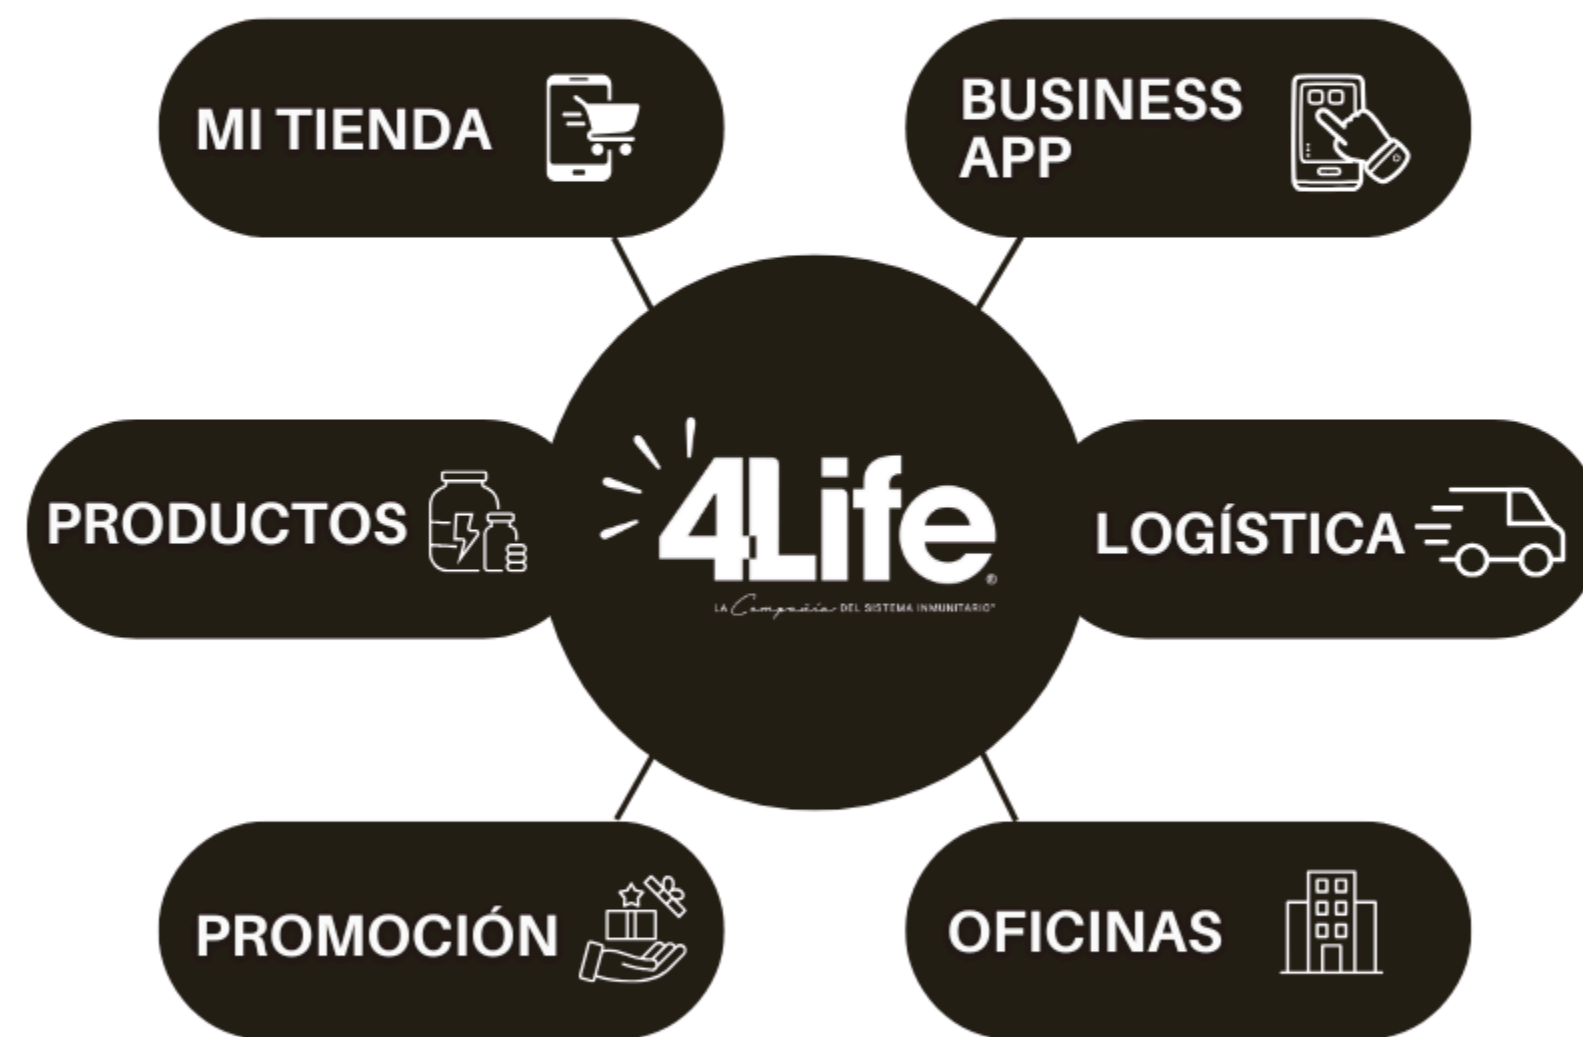 MI TIENDA
BUSINESS
APP
PRODUCTOS
4Life®
LA Compañía DEL SISTEMA INMUNITARIO®
LOGÍSTICA
PROMOCIÓN
OFICINAS